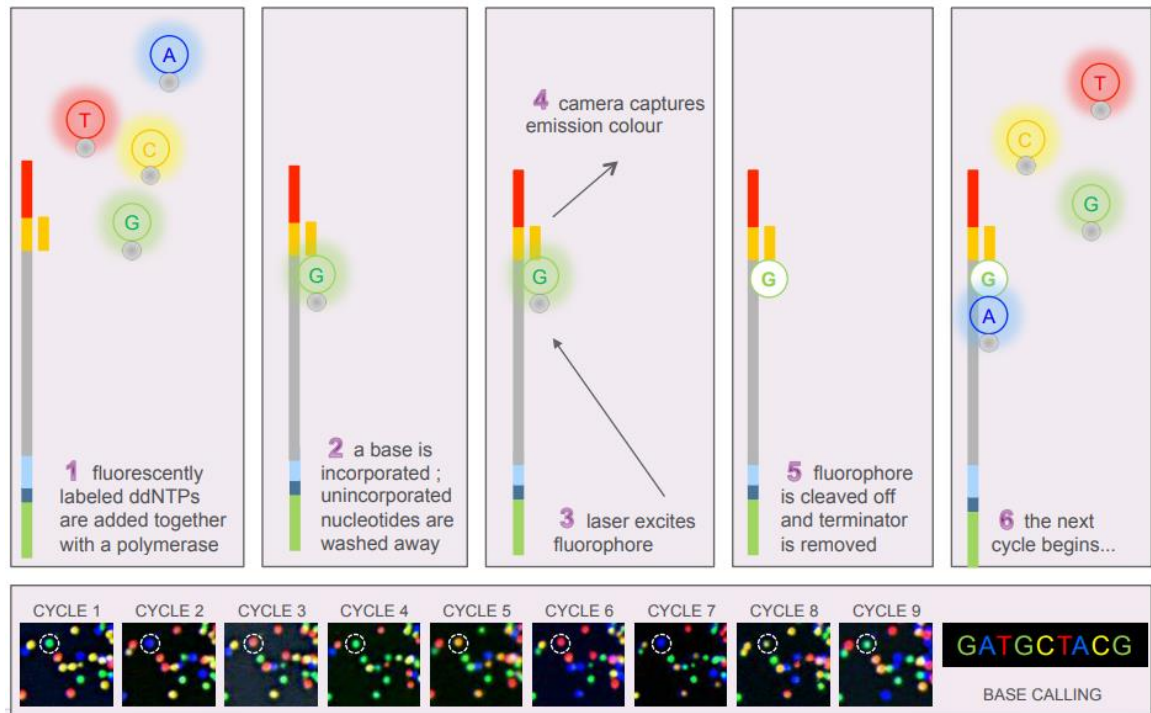 A
T
C
G
1 fluorescently
labeled ddNTPs
are added together
with a polymerase
G
2 a base is
incorporated ;
unincorporated
nucleotides are
washed away
4 camera captures
emission colour
G
3 laser excites
fluorophore
G
5 fluorophore
is cleaved off
and terminator
is removed
T
C
G
G
A
6 the next
cycle begins...
CYCLE 1 CYCLE 2 CYCLE 3 CYCLE 4 CYCLE 5 CYCLE 6 CYCLE 7 CYCLE 8 CYCLE 9
GATGCTACG
BASE CALLING